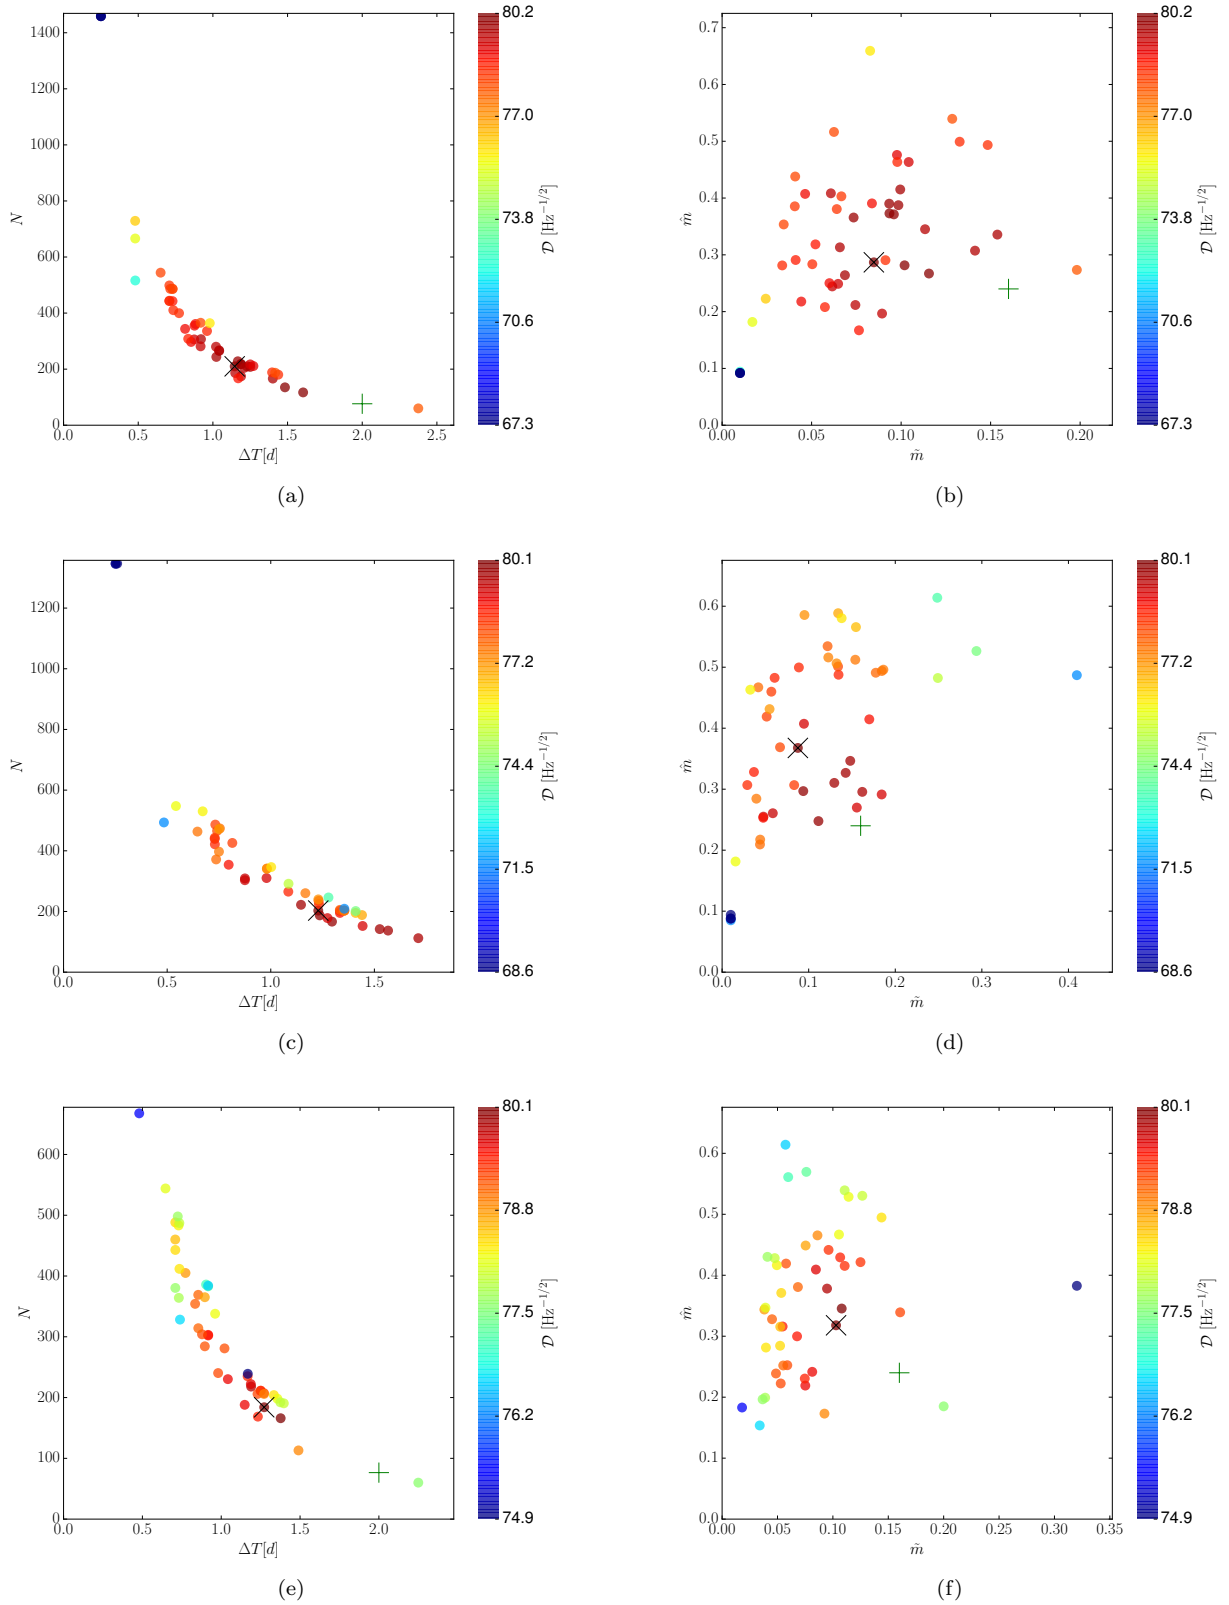 1400
1200
1000
800
600
400
200
0
N
0.0 0.5 1.0 1.5 2.0 2.5
ΔT[d]
80.2
77.0
73.8
70.6
67.3
𝒟 [Hz⁻¹/²]
(a)
0.7
0.6
0.5
0.4
0.3
0.2
0.1
0.0
m̂
0.00 0.05 0.10 0.15 0.20
m̃
80.2
77.0
73.8
70.6
67.3
𝒟 [Hz⁻¹/²]
(b)
1200
1000
800
600
400
200
0
N
0.0 0.5 1.0 1.5
ΔT[d]
80.1
77.2
74.4
71.5
68.6
𝒟 [Hz⁻¹/²]
(c)
0.6
0.5
0.4
0.3
0.2
0.1
0.0
m̂
0.0 0.1 0.2 0.3 0.4
m̃
80.1
77.2
74.4
71.5
68.6
𝒟 [Hz⁻¹/²]
(d)
600
500
400
300
200
100
0
N
0.0 0.5 1.0 1.5 2.0
ΔT[d]
80.1
78.8
77.5
76.2
74.9
𝒟 [Hz⁻¹/²]
(e)
0.6
0.5
0.4
0.3
0.2
0.1
0.0
m̂
0.00 0.05 0.10 0.15 0.20 0.25 0.30 0.35
m̃
80.1
78.8
77.5
76.2
74.9
𝒟 [Hz⁻¹/²]
(f)